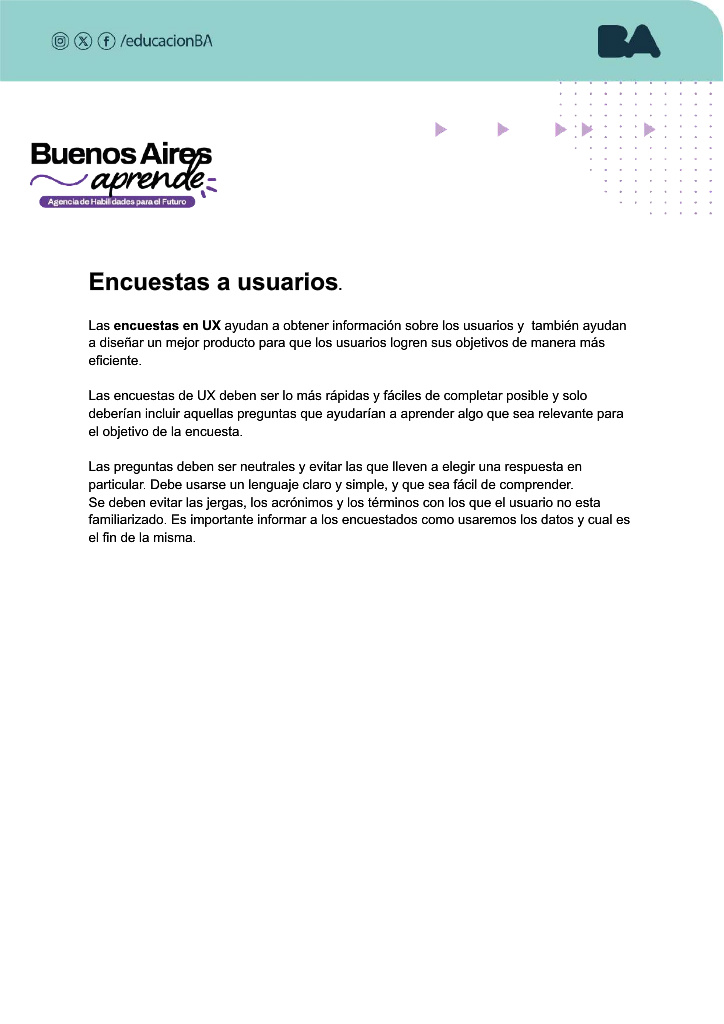 /educacionBA
BA
Buenos Aires
aprende
Agencia de Habilidades para el Futuro
Encuestas a usuarios.
Las encuestas en UX ayudan a obtener información sobre los usuarios y  también ayudan
a diseñar un mejor producto para que los usuarios logren sus objetivos de manera más
eficiente.
Las encuestas de UX deben ser lo más rápidas y fáciles de completar posible y solo
deberían incluir aquellas preguntas que ayudarían a aprender algo que sea relevante para
el objetivo de la encuesta.
Las preguntas deben ser neutrales y evitar las que lleven a elegir una respuesta en
particular. Debe usarse un lenguaje claro y simple, y que sea fácil de comprender.
Se deben evitar las jergas, los acrónimos y los términos con los que el usuario no esta
familiarizado. Es importante informar a los encuestados como usaremos los datos y cual es
el fin de la misma.